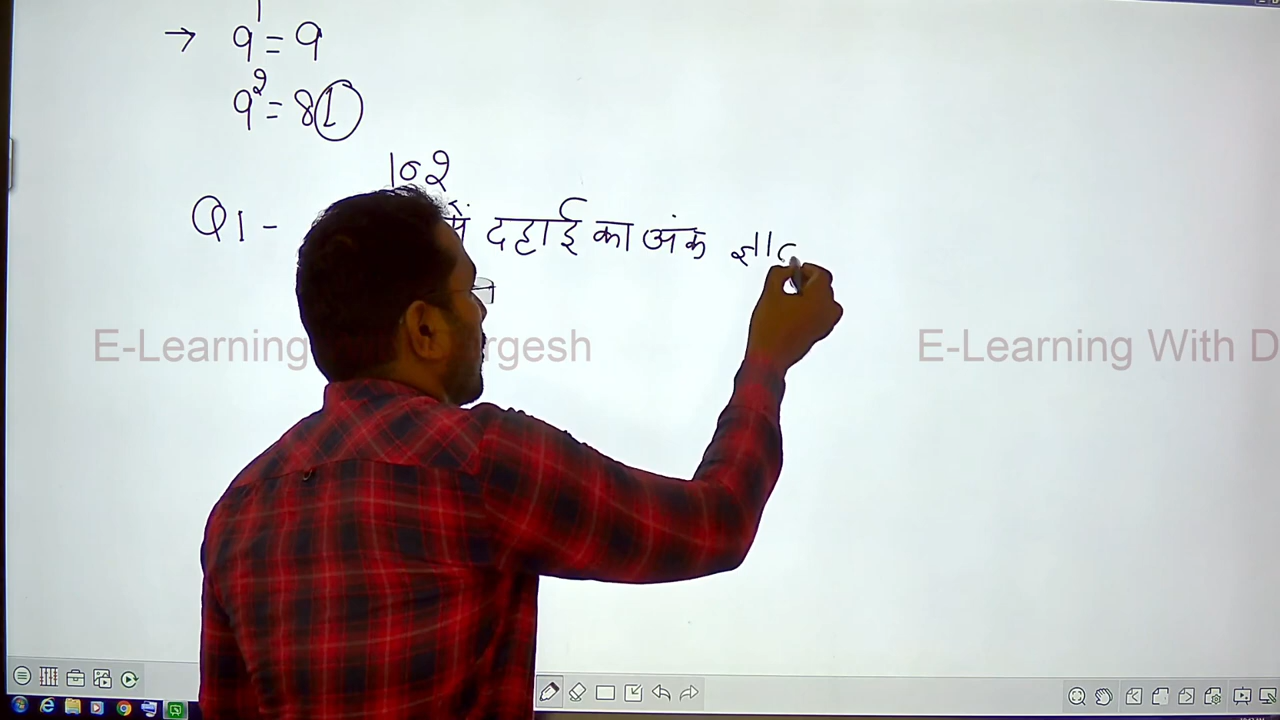 → 9¹ = 9
9² = 81
102
Q1 - में दहाई का अंक ज्ञात
E-Learning rgesh E-Learning With D